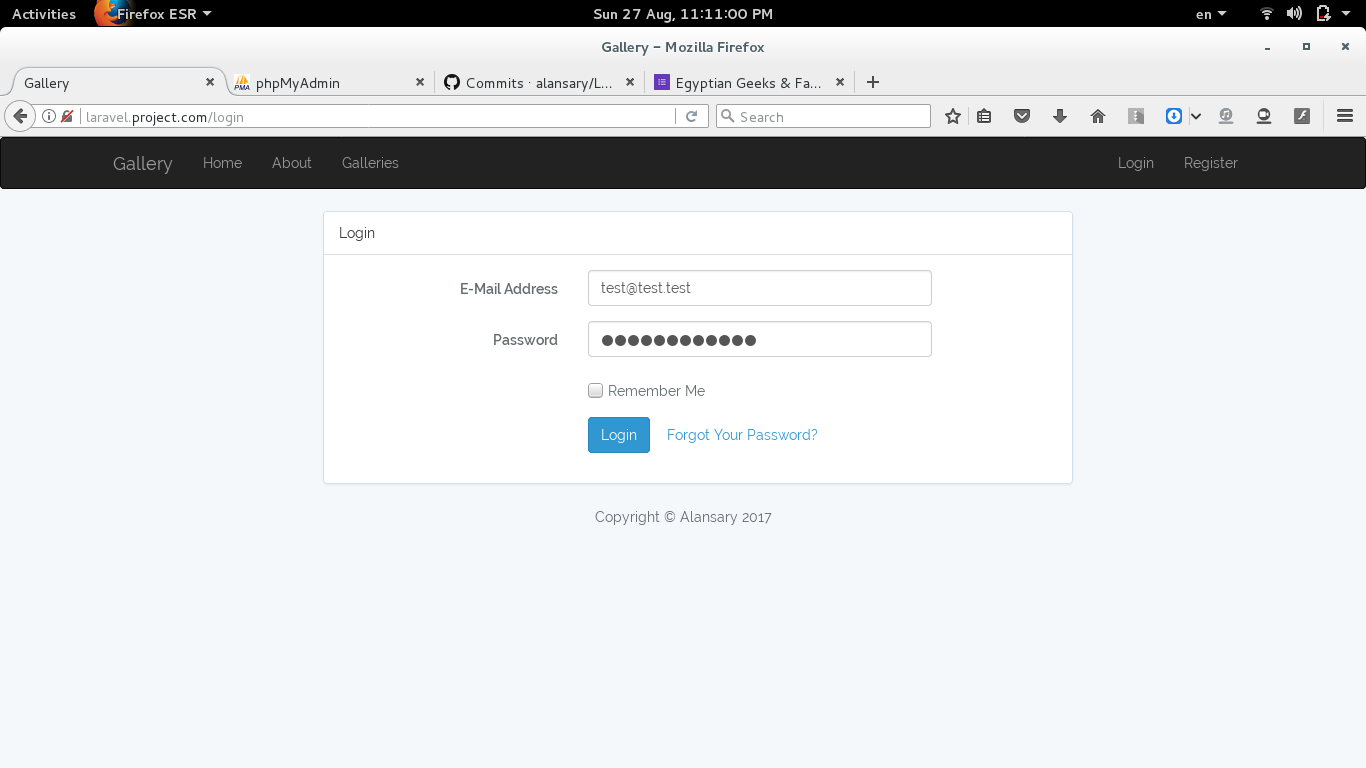 Activities Firefox ESR Sun 27 Aug, 11:11:00 PM en
Gallery – Mozilla Firefox
Gallery phpMyAdmin Commits · alansary/L... Egyptian Geeks & Fa...
laravel.project.com/login Search
Gallery Home About Galleries Login Register
Login
E-Mail Address test@test.test
Password ●●●●●●●●●●●●
Remember Me
Login Forgot Your Password?
Copyright © Alansary 2017